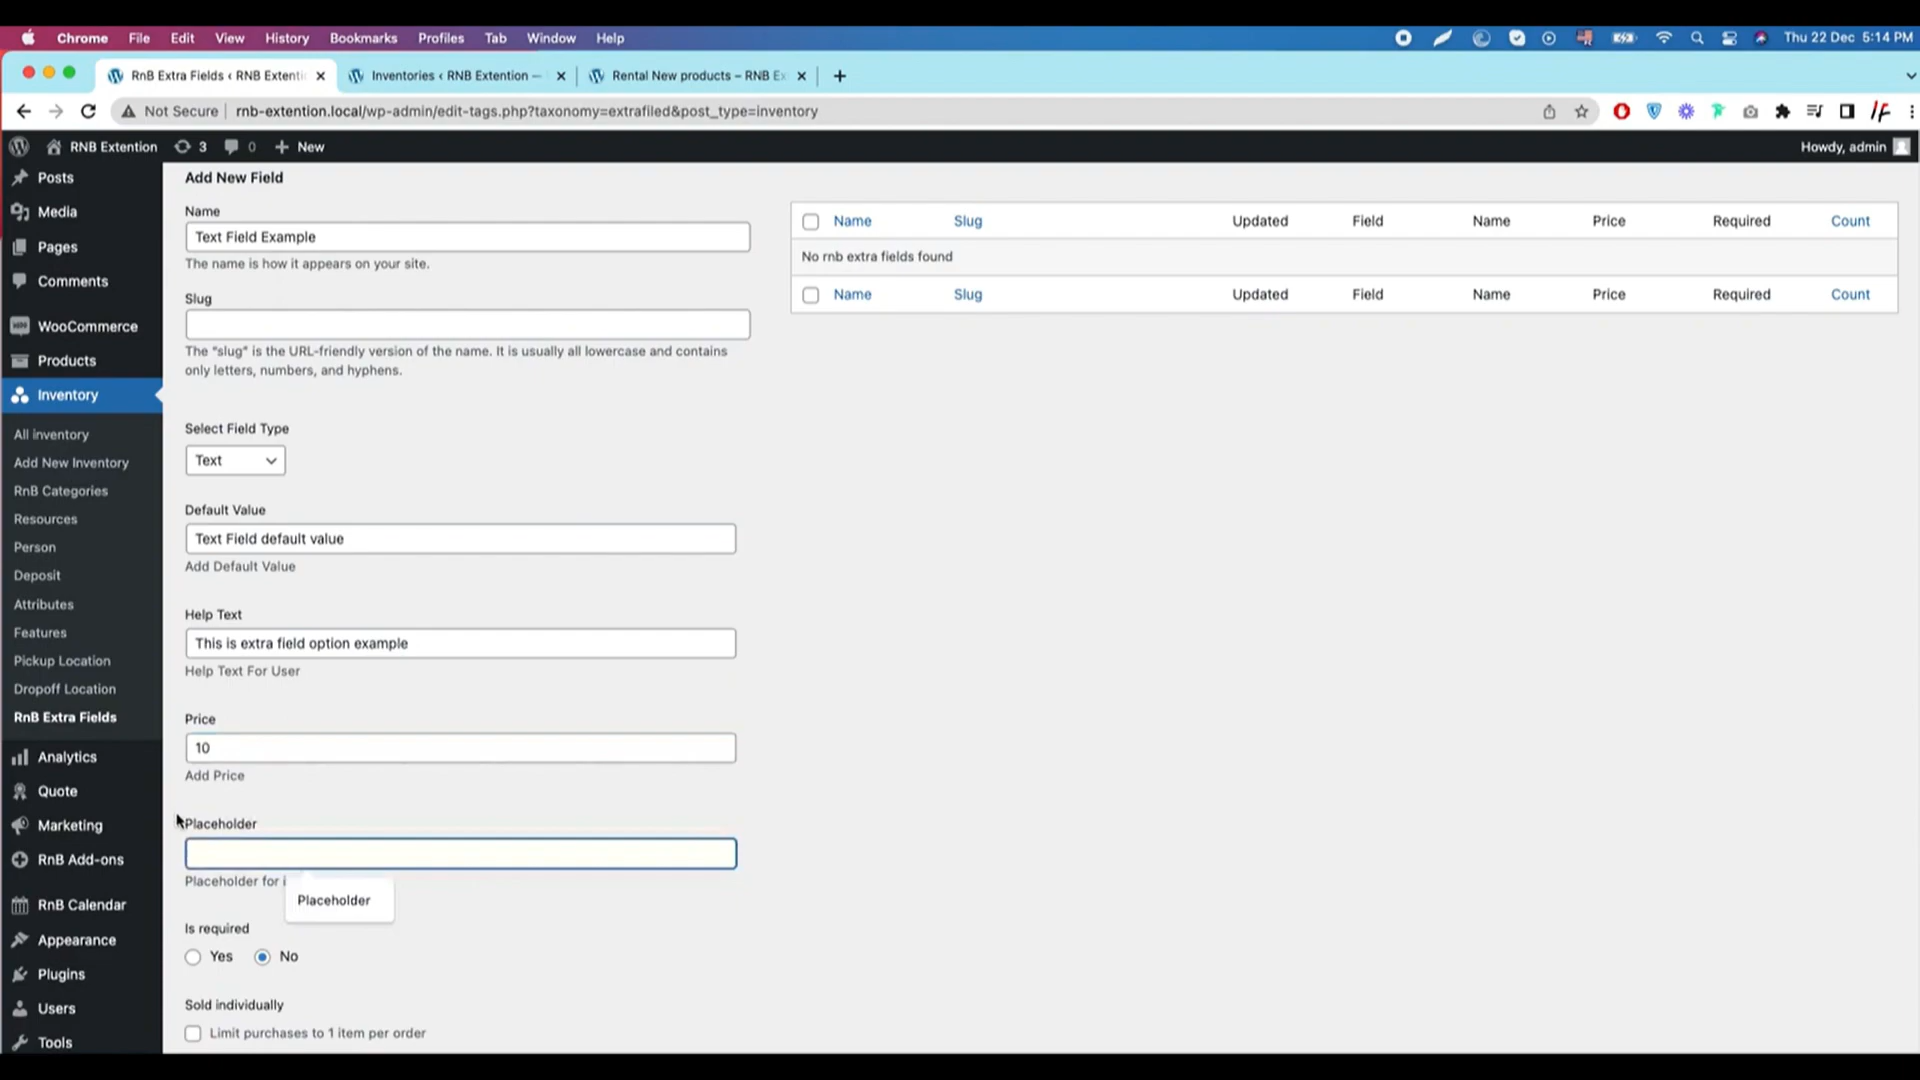 Chrome File Edit View History Bookmarks Profiles Tab Window Help Thu 22 Dec 5:14 PM
RnB Extra Fields ‹ RNB Extenti Inventories ‹ RNB Extention — Rental New products – RNB Ex
Not Secure rnb-extention.local/wp-admin/edit-tags.php?taxonomy=extrafiled&post_type=inventory
RNB Extention 3 0 New Howdy, admin
Posts
Media
Pages
Comments
WooCommerce
Products
Inventory
All inventory
Add New Inventory
RnB Categories
Resources
Person
Deposit
Attributes
Features
Pickup Location
Dropoff Location
RnB Extra Fields
Analytics
Quote
Marketing
RnB Add-ons
RnB Calendar
Appearance
Plugins
Users
Tools
Add New Field
Name
Text Field Example
The name is how it appears on your site.
Slug
The “slug” is the URL-friendly version of the name. It is usually all lowercase and contains
only letters, numbers, and hyphens.
Select Field Type
Text
Default Value
Text Field default value
Add Default Value
Help Text
This is extra field option example
Help Text For User
Price
10
Add Price
Placeholder
Placeholder for i
Placeholder
Is required
Yes No
Sold individually
Limit purchases to 1 item per order
Name Slug Updated Field Name Price Required Count
No rnb extra fields found
Name Slug Updated Field Name Price Required Count